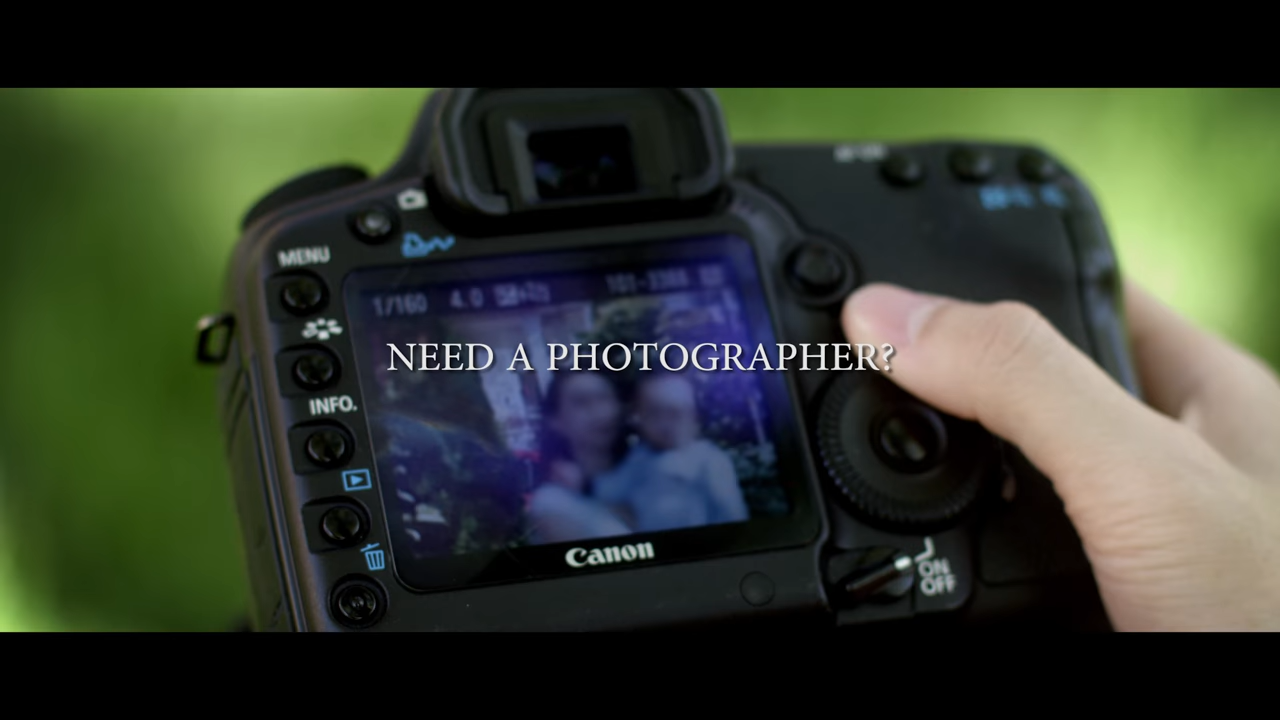 MENU
1/160 4.0
NEED A PHOTOGRAPHER?
INFO.
Canon
ON
OFF